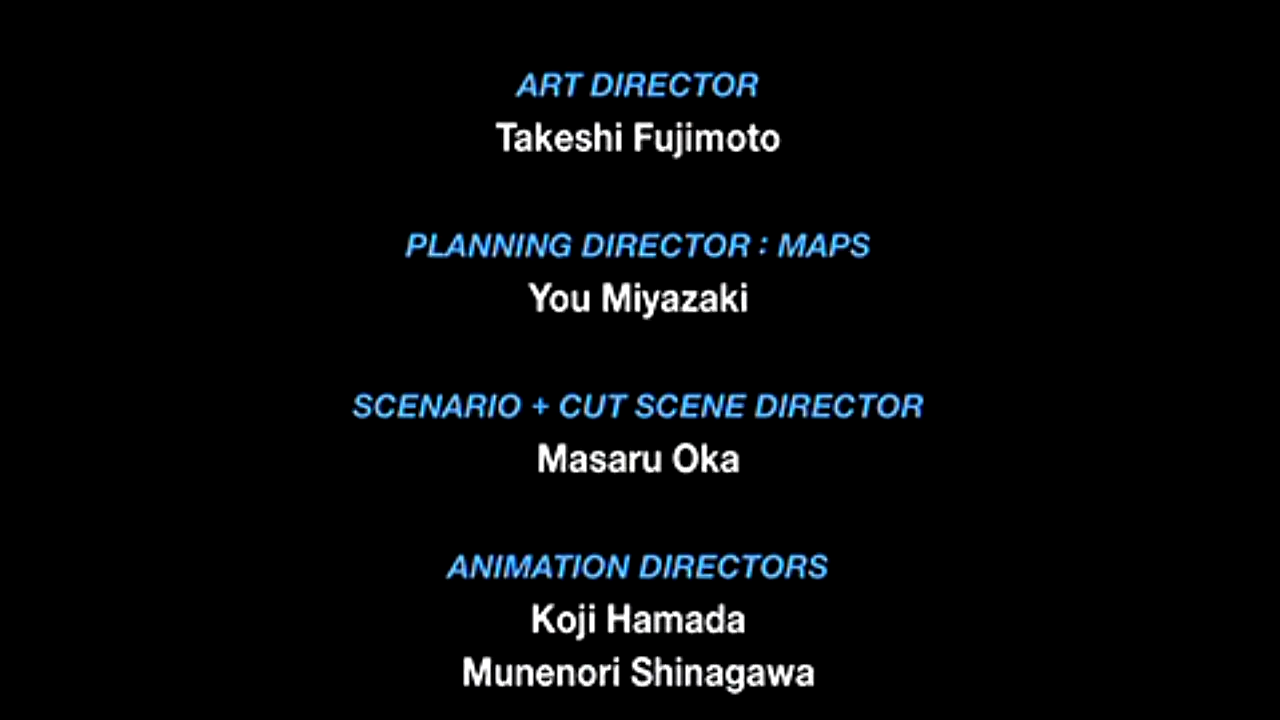 ART DIRECTOR
Takeshi Fujimoto
PLANNING DIRECTOR : MAPS
You Miyazaki
SCENARIO + CUT SCENE DIRECTOR
Masaru Oka
ANIMATION DIRECTORS
Koji Hamada
Munenori Shinagawa